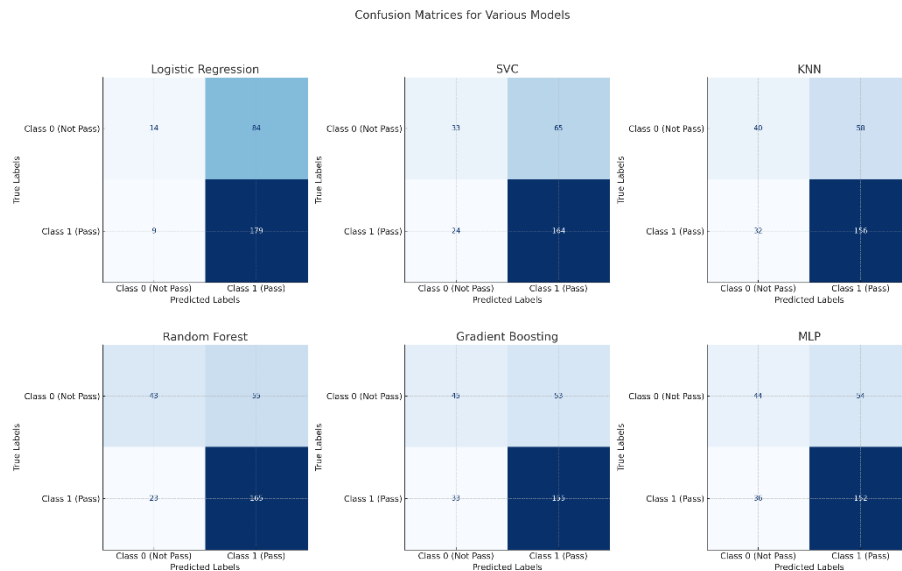 Confusion Matrices for Various Models
Logistic Regression
SVC
KNN
Class 0 (Not Pass)
14
84
Class 0 (Not Pass)
33
65
Class 0 (Not Pass)
40
58
True Labels
True Labels
True Labels
Class 1 (Pass)
9
179
Class 1 (Pass)
24
164
Class 1 (Pass)
32
156
Class 0 (Not Pass)
Class 1 (Pass)
Class 0 (Not Pass)
Class 1 (Pass)
Class 0 (Not Pass)
Class 1 (Pass)
Predicted Labels
Predicted Labels
Predicted Labels
Random Forest
Gradient Boosting
MLP
Class 0 (Not Pass)
43
55
Class 0 (Not Pass)
45
53
Class 0 (Not Pass)
44
54
True Labels
True Labels
True Labels
Class 1 (Pass)
23
165
Class 1 (Pass)
33
155
Class 1 (Pass)
36
152
Class 0 (Not Pass)
Class 1 (Pass)
Class 0 (Not Pass)
Class 1 (Pass)
Class 0 (Not Pass)
Class 1 (Pass)
Predicted Labels
Predicted Labels
Predicted Labels